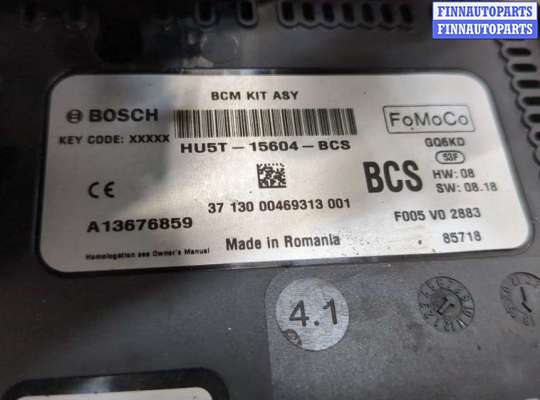 FINNAUTOPARTS
FINNAUTOPARTS
BCM KIT ASY
BOSCH
FoMoCo
KEY CODE: XXXXX
HU5T-15604-BCS
GQ6KD
53F
BCS
HW: 08
SW: 08.18
CE
37 130 00469313 001
A13676859
F005 V0 2883
Made in Romania
85718
Homologation see Owner's Manual
4.1